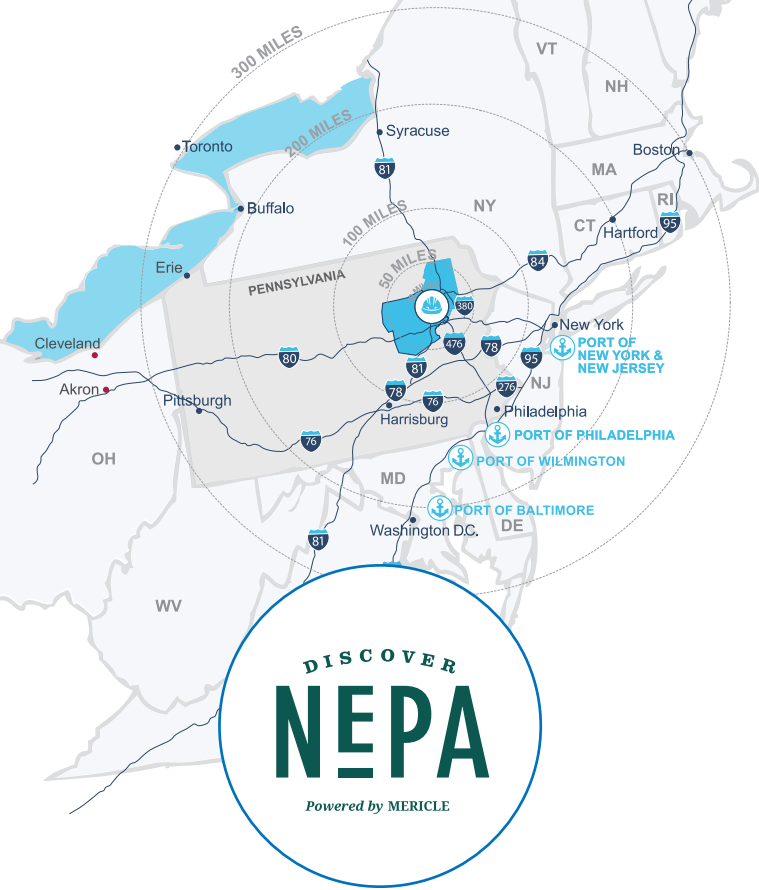 300 MILES
VT
NH
200 MILES
Syracuse
Toronto
Boston
81
MA
NY
RI
100 MILES
Buffalo
CT
95
Hartford
50 MILES
84
Erie
PENNSYLVANIA
380
New York
Cleveland
476
78
PORT OF
NEW YORK &
NEW JERSEY
80
95
81
Akron
78
276
NJ
Pittsburgh
76
Philadelphia
Harrisburg
76
PORT OF PHILADELPHIA
OH
PORT OF WILMINGTON
MD
PORT OF BALTIMORE
Washington D.C.
DE
81
WV
DISCOVER
NEPA
Powered by MERICLE